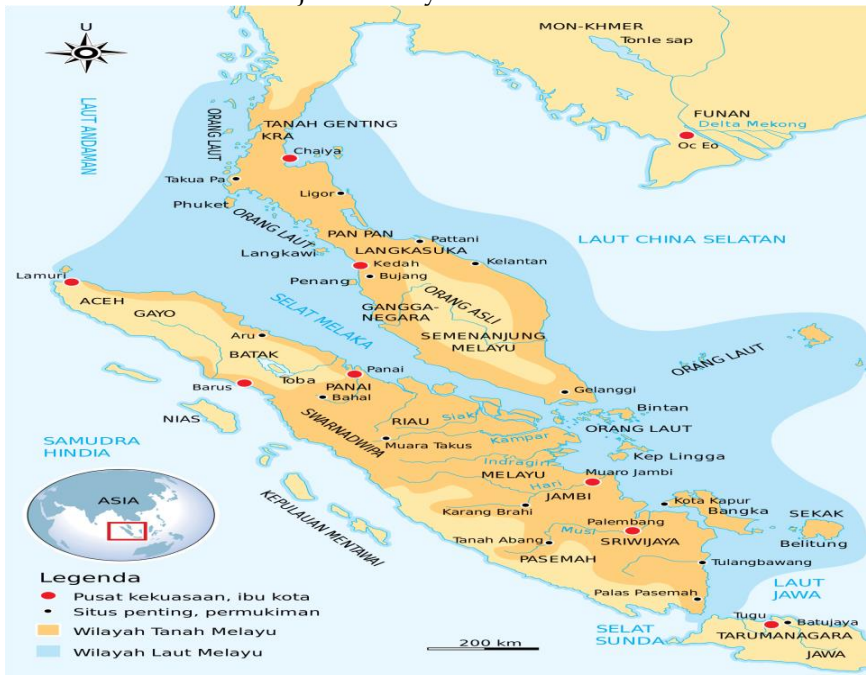 U
MON-KHMER
Tonle sap
LAUT ANDAMAN
ORANG LAUT
TANAH GENTING
KRA
Chaiya
FUNAN
Delta Mekong
Oc Eo
Takua Pa
Ligor
Phuket
ORANG LAUT
PAN PAN
Pattani
LANGKASUKA
LAUT CHINA SELATAN
Langkawi
Kedah
Kelantan
Bujang
Lamuri
Penang
ACEH
GAYO
SELAT MELAKA
GANGGA-
NEGARA
ORANG ASLI
SEMENANJUNG
MELAYU
Aru
BATAK
Toba
Panai
PANAI
Bahal
Barus
NIAS
Gelanggi
ORANG LAUT
Bintan
ORANG LAUT
SWARNADWIPA
RIAU
Siak
Muara Takus
Kampar
Kep Lingga
SAMUDRA
HINDIA
Indragiri
MELAYU
Muaro Jambi
Hari
JAMBI
ASIA
KEPULAUAN MENTAWAI
Karang Brahi
Kota Kapur
Bangka
SEKAK
Belitung
Musi
Palembang
SRIWIJAYA
Tanah Abang
PASEMAH
Tulangbawang
Legenda
Pusat kekuasaan, ibu kota
Situs penting, permukiman
Wilayah Tanah Melayu
Wilayah Laut Melayu
Palas Pasemah
LAUT
JAWA
200 km
SELAT
SUNDA
Tugu
Batujaya
TARUMANAGARA
JAWA